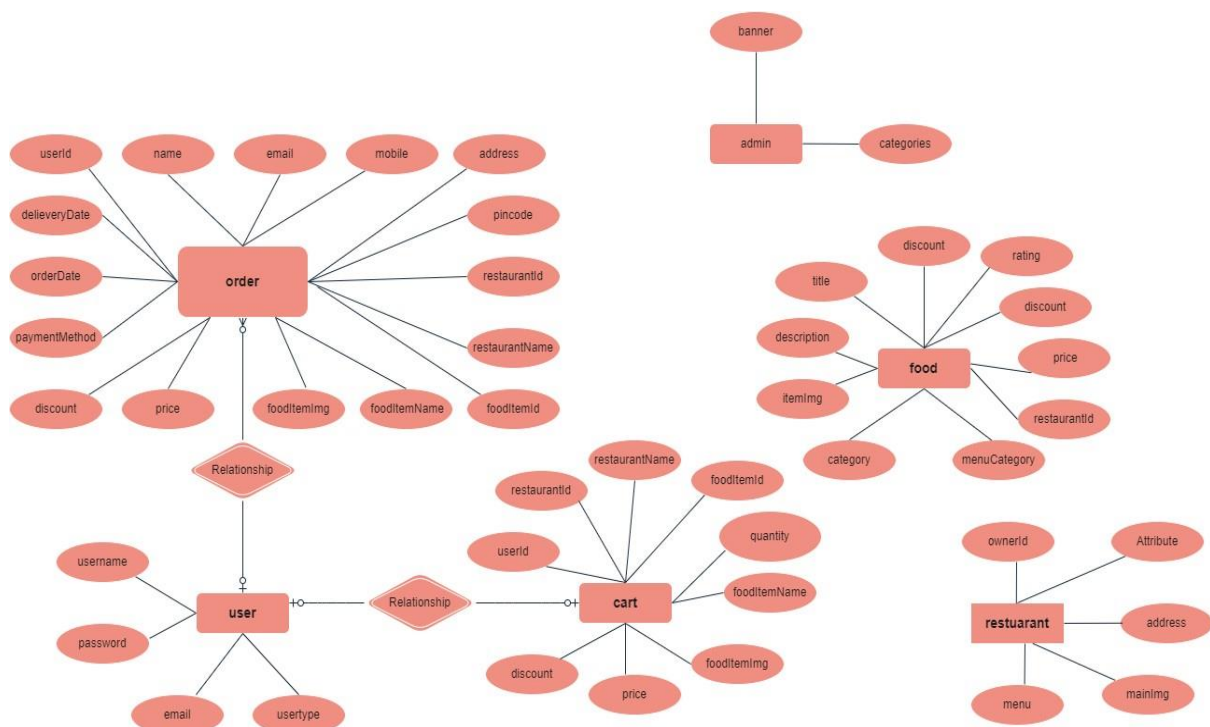 banner
admin
categories
userId
name
email
mobile
address
delieveryDate
pincode
orderDate
order
restaurantId
paymentMethod
restaurantName
discount
price
foodItemImg
foodItemName
foodItemId
discount
rating
title
discount
description
food
price
itemImg
restaurantId
category
menuCategory
Relationship
restaurantName
restaurantId
foodItemId
userId
quantity
Relationship
cart
foodItemName
discount
price
foodItemImg
username
user
password
email
usertype
ownerId
Attribute
restuarant
address
menu
mainImg